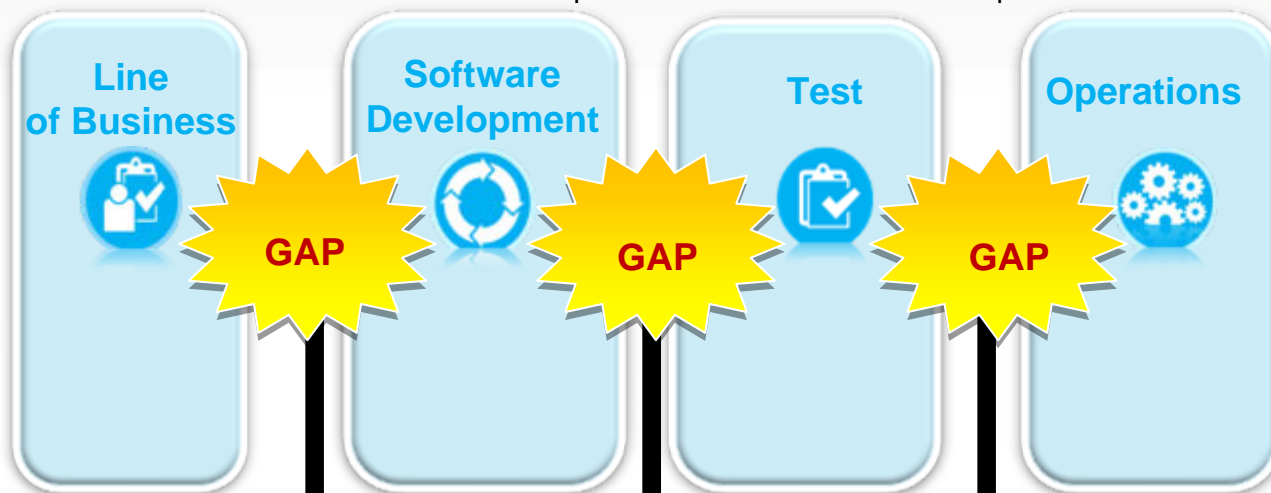 Line
of Business
Software
Development
Test
Operations
GAP
GAP
GAP